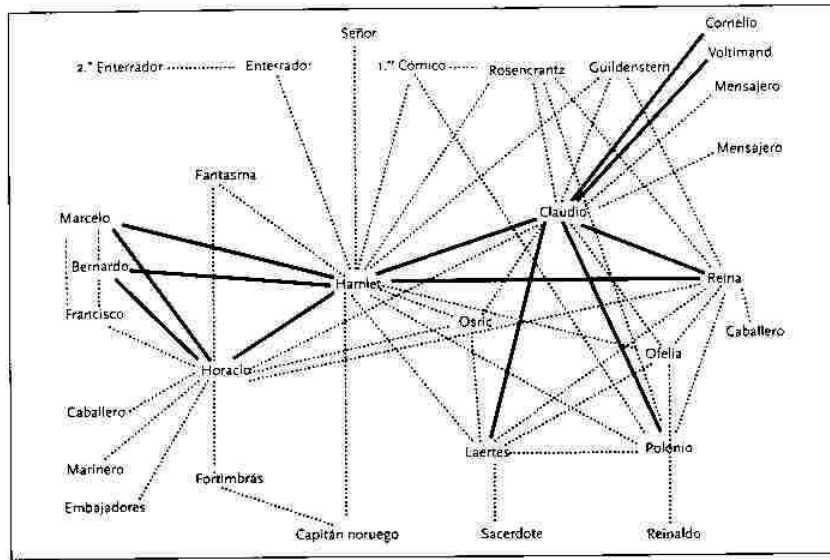 Cornelio
Señor
Voltimand
2.º Enterrador
Enterrador
1.er Cómico
Rosencrantz
Guildenstern
Mensajero
Mensajero
Fantasma
Marcelo
Claudio
Bernardo
Hamlet
Reina
Francisco
Osric
Caballero
Ofelia
Horacio
Caballero
Laertes
Polonio
Marinero
Fortimbrás
Embajadores
Capitán noruego
Sacerdote
Reinaldo